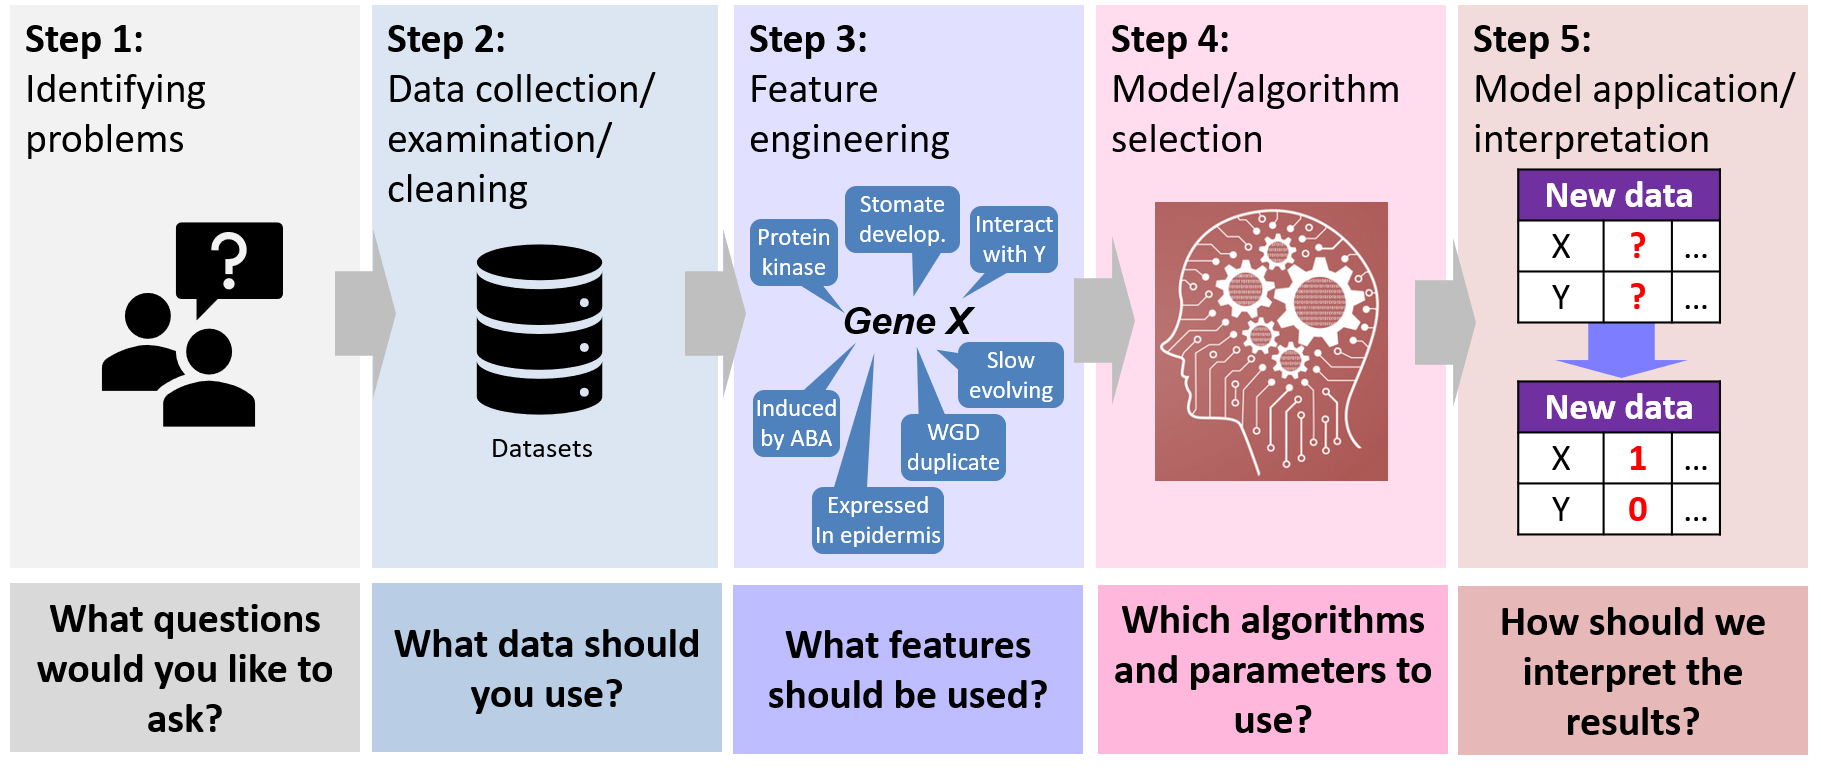 Step 1:
Identifying
problems
?
What questions
would you like to
ask?
Step 2:
Data collection/
examination/
cleaning
Datasets
What data should
you use?
Step 3:
Feature
engineering
Protein
kinase
Stomate
develop.
Interact
with Y
Gene X
Slow
evolving
Induced
by ABA
WGD
duplicate
Expressed
In epidermis
What features
should be used?
Step 4:
Model/algorithm
selection
Which algorithms
and parameters to
use?
Step 5:
Model application/
interpretation
New data
X ? ...
Y ? ...
New data
X 1 ...
Y 0 ...
How should we
interpret the
results?